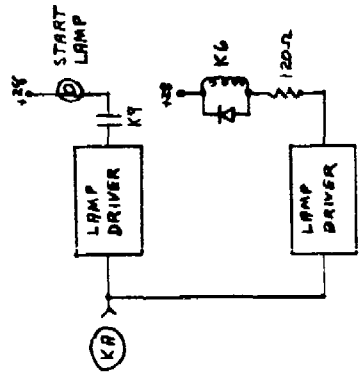 START
LAMP
+28
K9
LAMP
DRIVER
KA
+28
K6
120Ω
LAMP
DRIVER